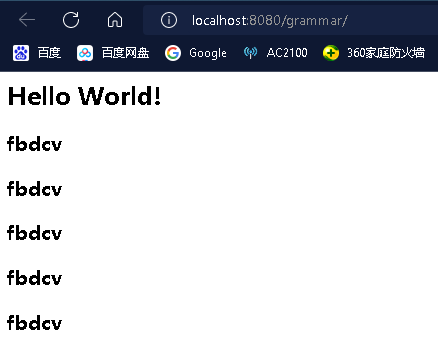 localhost:8080/grammar/
百度 百度网盘 Google AC2100 360家庭防火墙
Hello World!
fbdcv
fbdcv
fbdcv
fbdcv
fbdcv